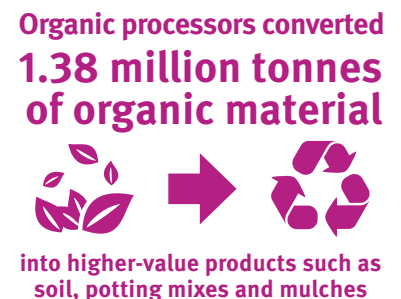 Organic processors converted
1.38 million tonnes
of organic material
into higher-value products such as
soil, potting mixes and mulches